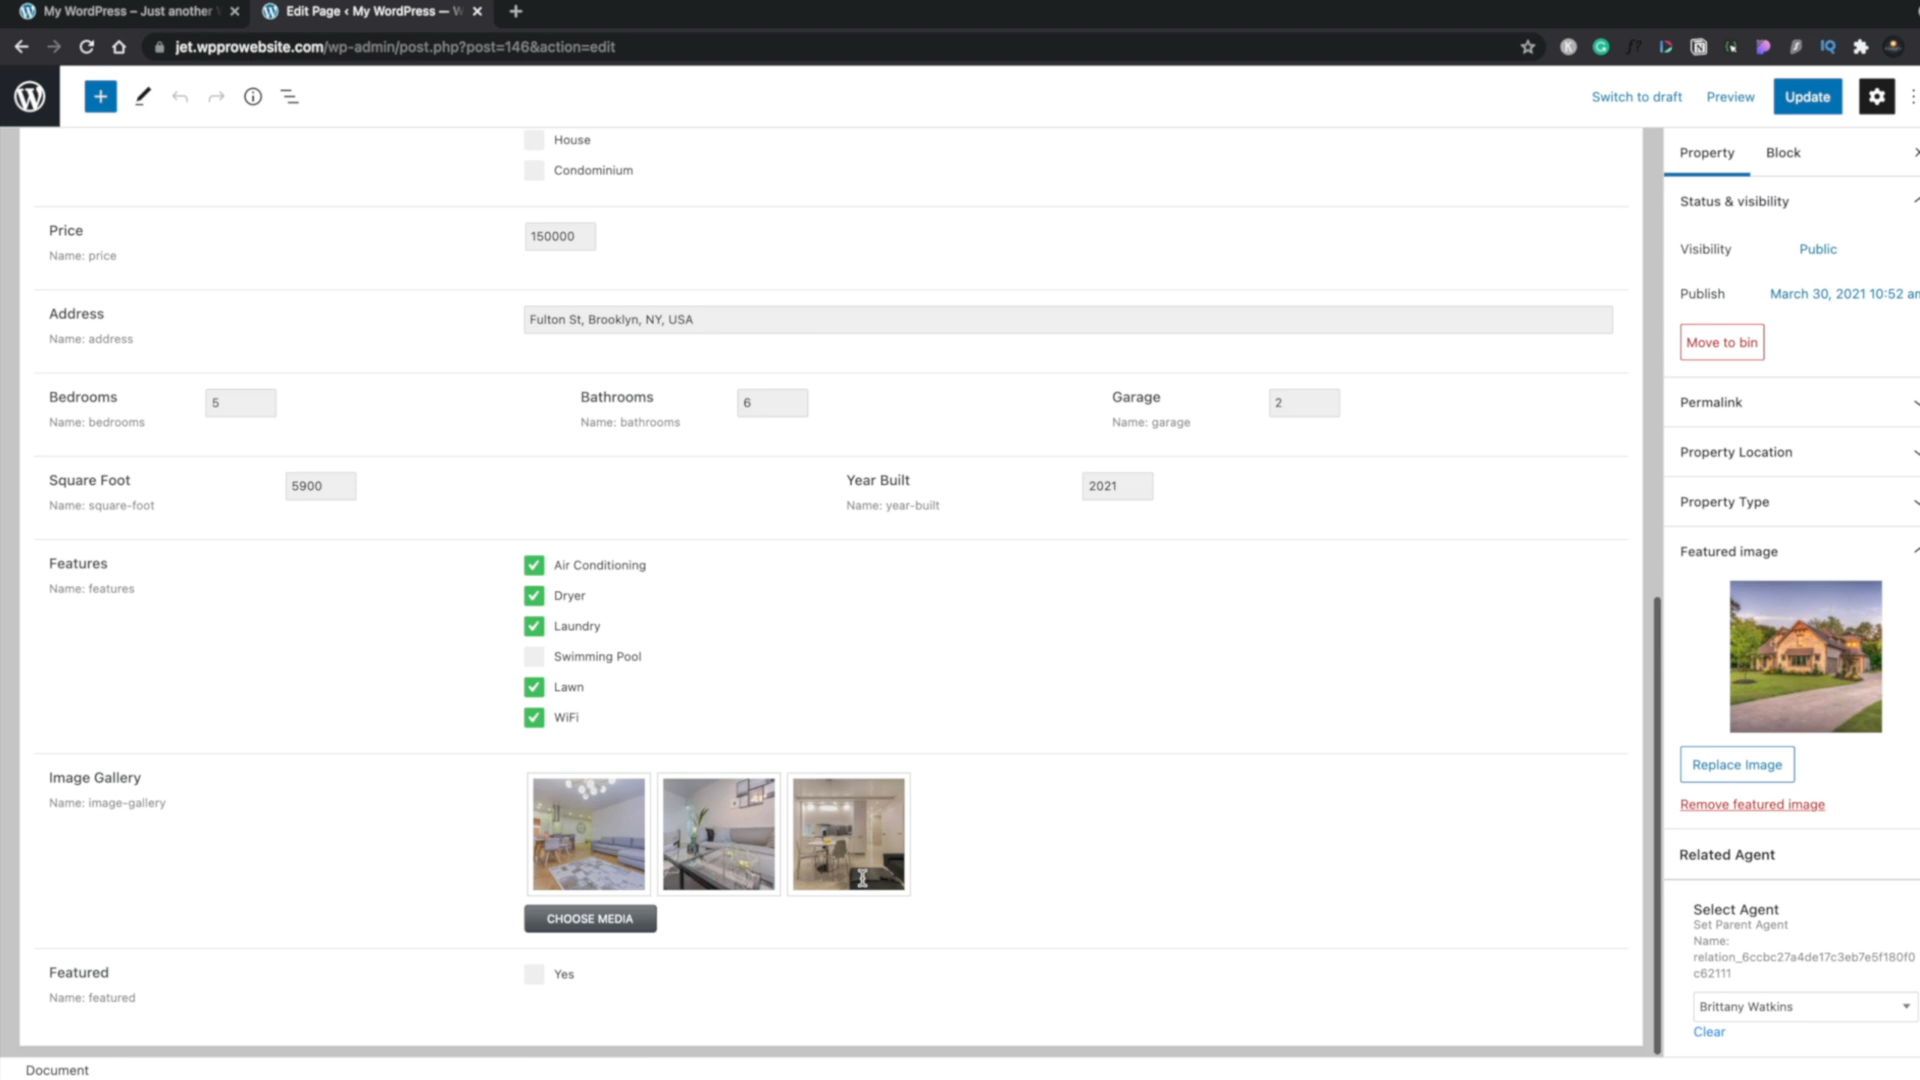 My WordPress – Just another
Edit Page ‹ My WordPress —
jet.wpprowebsite.com/wp-admin/post.php?post=146&action=edit
Switch to draft
Preview
Update
House
Condominium
Price
Name: price
150000
Address
Name: address
Fulton St, Brooklyn, NY, USA
Bedrooms
Name: bedrooms
5
Bathrooms
Name: bathrooms
6
Garage
Name: garage
2
Square Foot
Name: square-foot
5900
Year Built
Name: year-built
2021
Features
Name: features
Air Conditioning
Dryer
Laundry
Swimming Pool
Lawn
WiFi
Image Gallery
Name: image-gallery
CHOOSE MEDIA
Featured
Name: featured
Yes
Document
Property
Block
Status & visibility
Visibility
Public
Publish
March 30, 2021 10:52 am
Move to bin
Permalink
Property Location
Property Type
Featured image
Replace Image
Remove featured image
Related Agent
Select Agent
Set Parent Agent
Name:
relation_6ccbc27a4de17c3eb7e5f180f0
c62111
Brittany Watkins
Clear